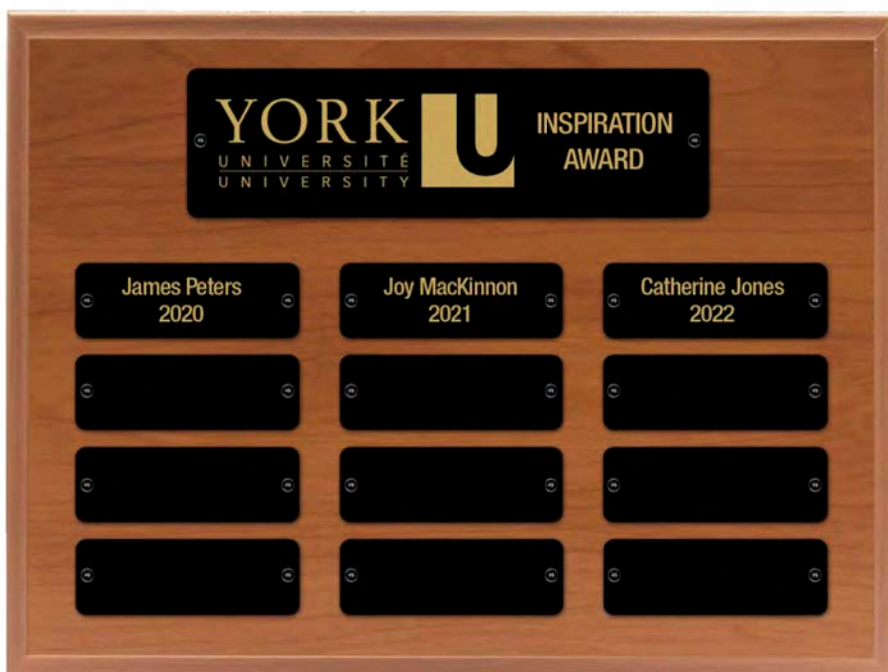 YORK
UNIVERSITÉ
UNIVERSITY
U
INSPIRATION
AWARD
James Peters
2020
Joy MacKinnon
2021
Catherine Jones
2022